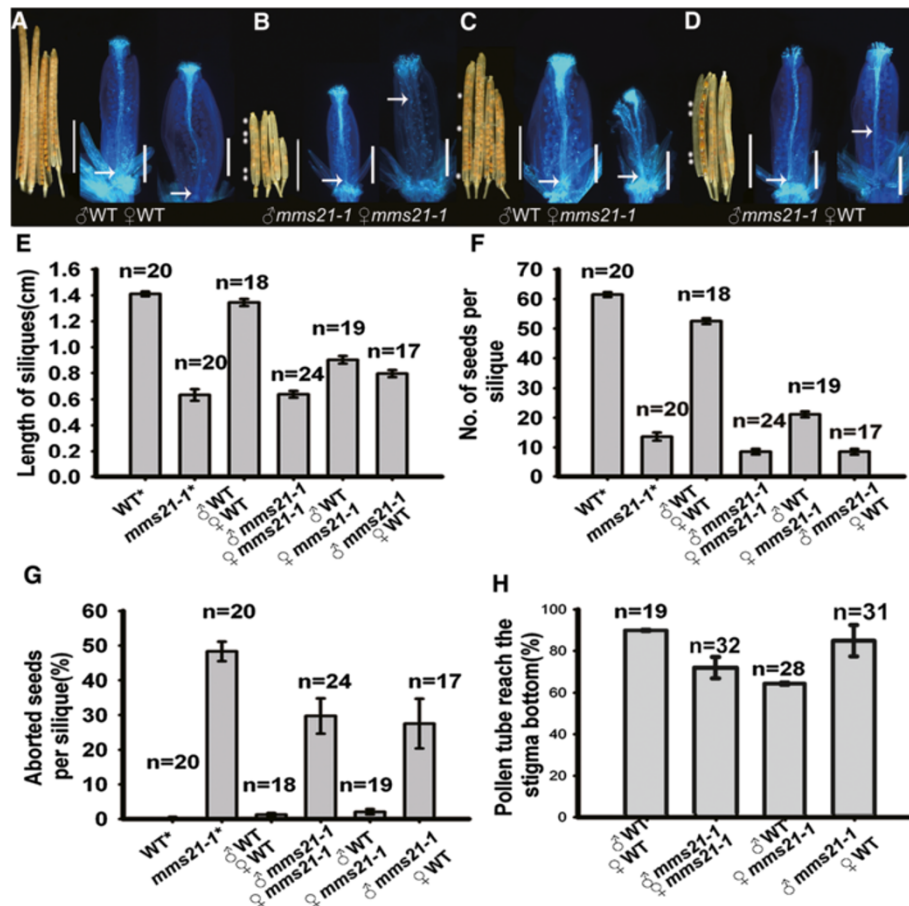 A B C D
♂WT ♀WT ♂mms21-1 ♀mms21-1 ♂WT ♀mms21-1 ♂mms21-1 ♀WT
E
Length of siliques(cm)
1.6
1.4
1.2
1.0
0.8
0.6
0.4
0.2
0.0
n=20
n=20
n=18
n=24
n=19
n=17
WT*
mms21-1*
♂WT
♀WT
♂mms21-1
♀mms21-1
♂WT
♀mms21-1
♂mms21-1
♀WT
F
No. of seeds per
silique
70
60
50
40
30
20
10
0
n=20
n=20
n=18
n=24
n=19
n=17
WT*
mms21-1*
♂WT
♀WT
♂mms21-1
♀mms21-1
♂WT
♀mms21-1
♂mms21-1
♀WT
G
Aborted seeds
per silique(%)
60
50
40
30
20
10
0
n=20
n=20
n=18
n=24
n=19
n=17
WT*
mms21-1*
♂WT
♀WT
♂mms21-1
♀mms21-1
♂WT
♀mms21-1
♂mms21-1
♀WT
H
Pollen tube reach the
stigma bottom(%)
100
80
60
40
20
0
n=19
n=32
n=28
n=31
♂WT
♀WT
♂mms21-1
♀mms21-1
♂WT
♀mms21-1
♂mms21-1
♀WT